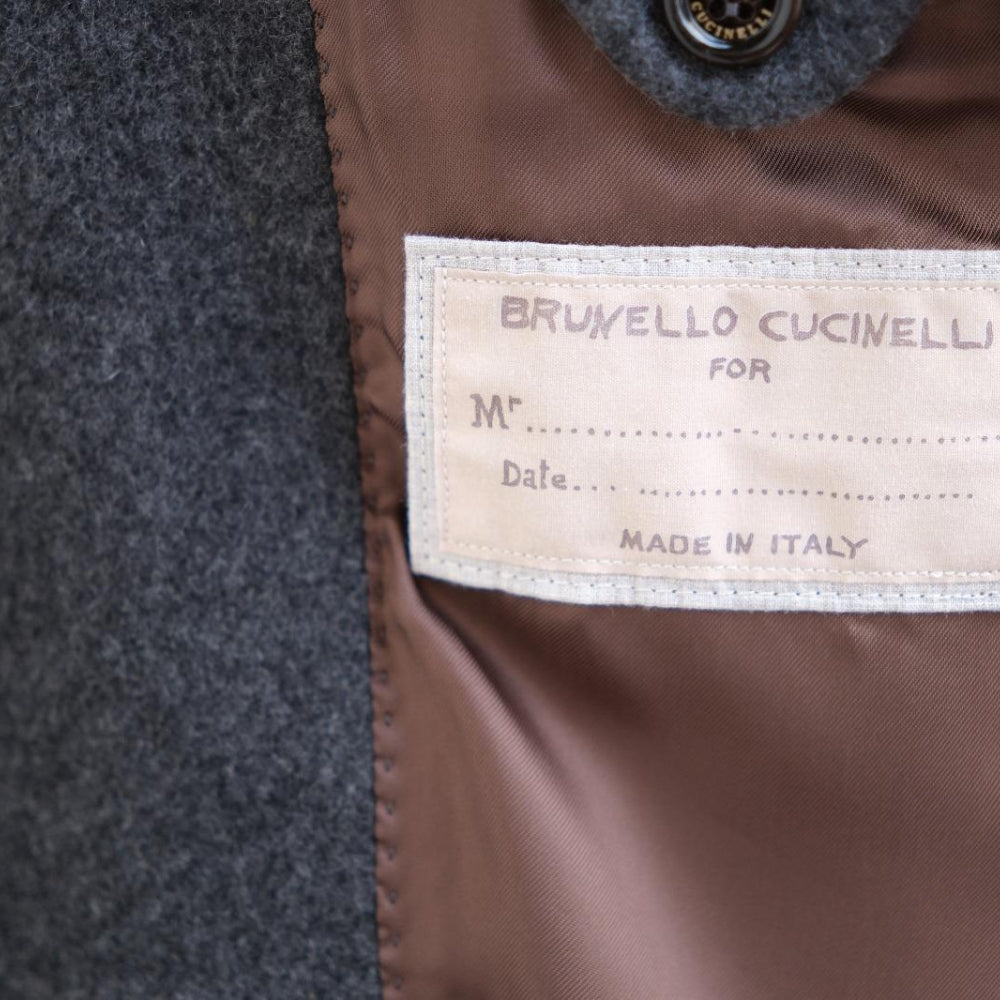 CUCINELLI
BRUNELLO CUCINELLI
FOR
Mr.............................................
Date.... ..............................
MADE IN ITALY